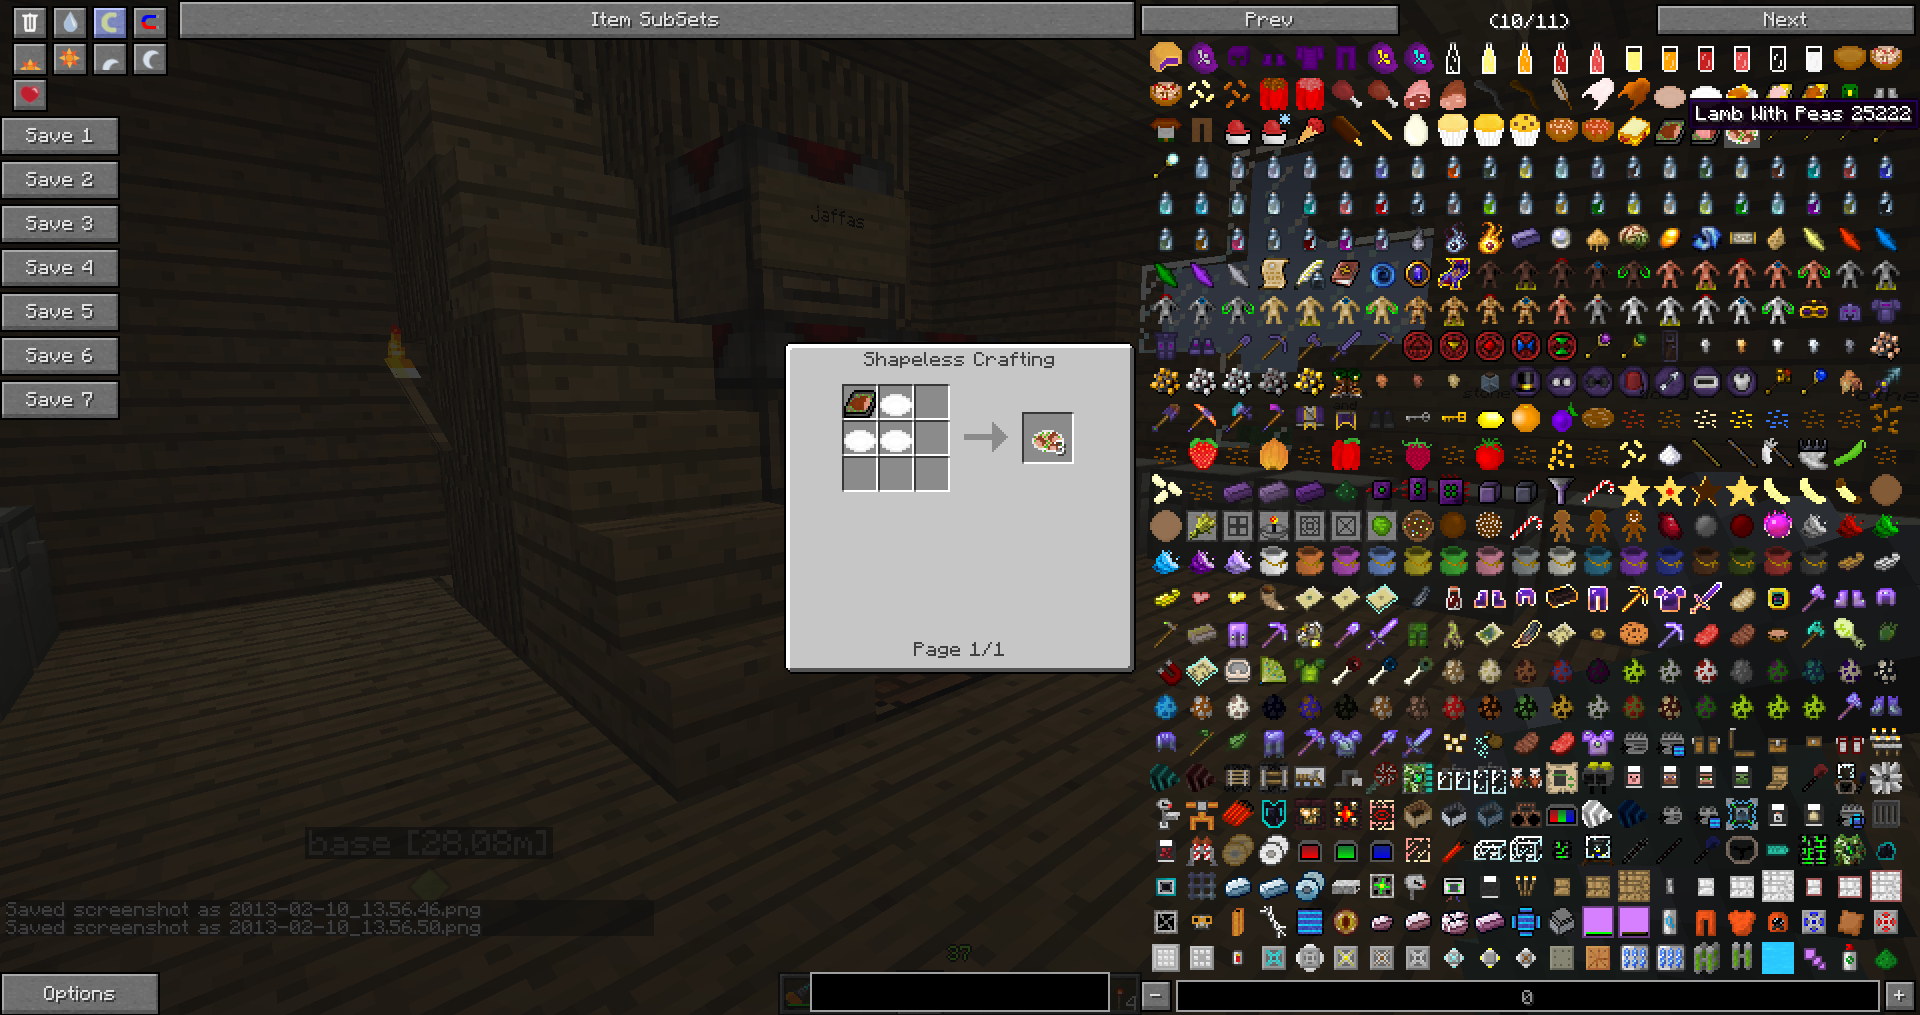 Item SubSets
Prev
(10/11)
Next
Lamb With Peas 25222
Save 1
Save 2
Save 3
Save 4
Save 5
Save 6
Save 7
Jaffas
Shapeless Crafting
3
Page 1/1
base [28.08m]
Saved screenshot as 2013-02-10_13.56.46.png
Saved screenshot as 2013-02-10_13.56.50.png
37
Options
4
-
0
+